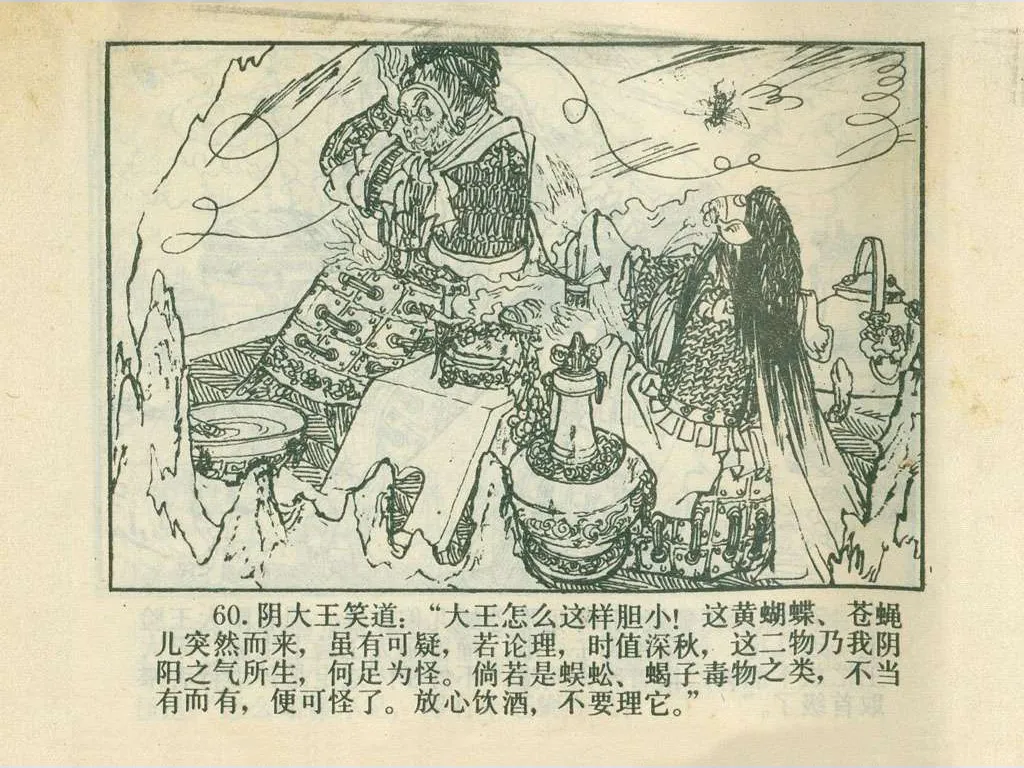 60.阴大王笑道：“大王怎么这样胆小！这黄蝴蝶、苍蝇
儿突然而来，虽有可疑，若论理，时值深秋，这二物乃我阴
阳之气所生，何足为怪。倘若是蜈蚣、蝎子毒物之类，不当
有而有，便可怪了。放心饮酒，不要理它。”